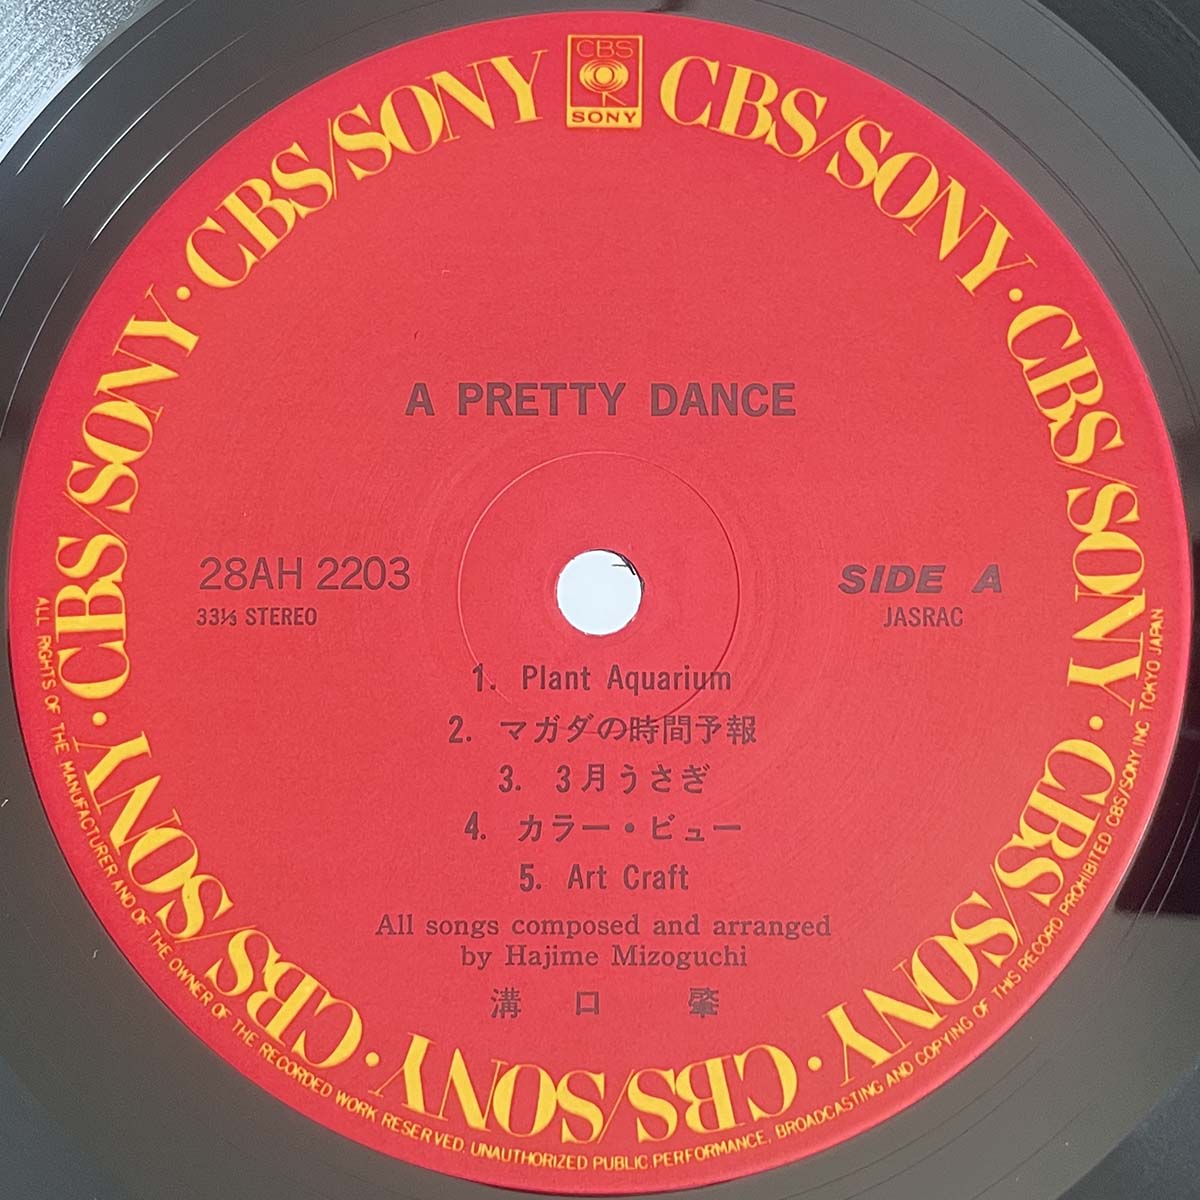 CBS
SONY
CBS/SONY · CBS/SONY · CBS/SONY · CBS/SONY · CBS/SONY · CBS/SONY · CBS/SONY · CBS/SONY
A PRETTY DANCE
28AH 2203
33⅓ STEREO
SIDE A
JASRAC
1. Plant Aquarium
2. マガダの時間予報
3. 3月うさぎ
4. カラー・ビュー
5. Art Craft
All songs composed and arranged
by Hajime Mizoguchi
溝口 肇
ALL RIGHTS OF THE MANUFACTURER AND OF THE OWNER OF THE RECORDED WORK RESERVED. UNAUTHORIZED PUBLIC PERFORMANCE, BROADCASTING AND COPYING OF THIS RECORD PROHIBITED CBS/SONY INC. TOKYO JAPAN